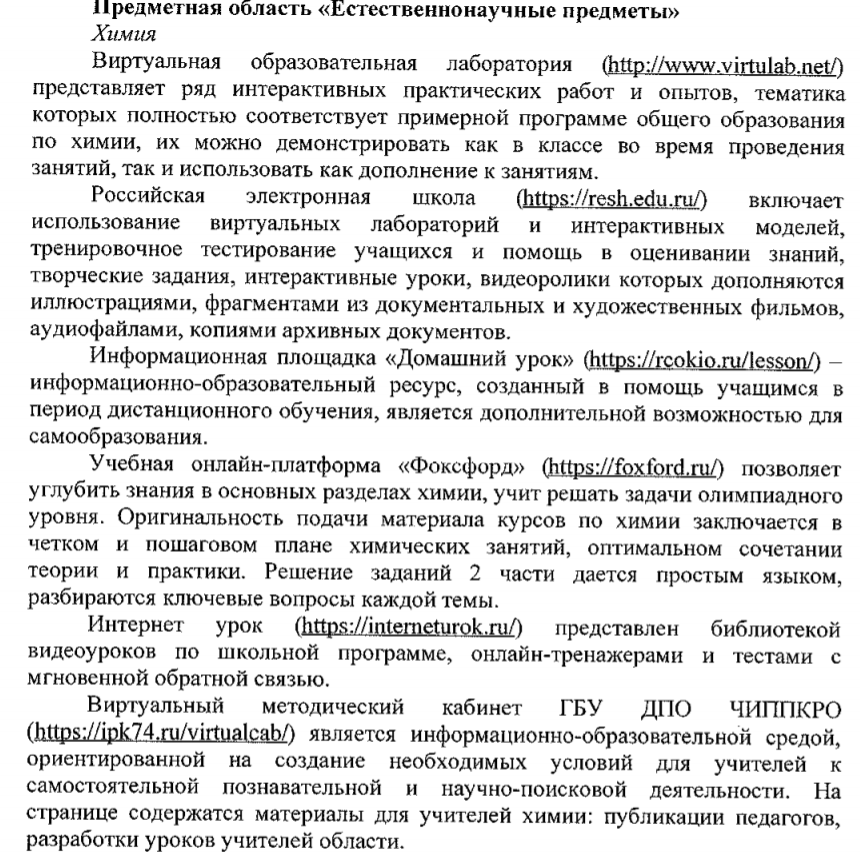 Предметная область «Естественнонаучные предметы»
Химия
Виртуальная образовательная лаборатория (http://www.virtulab.net/)
представляет ряд интерактивных практических работ и опытов, тематика
которых полностью соответствует примерной программе общего образования
по химии, их можно демонстрировать как в классе во время проведения
занятий, так и использовать как дополнение к занятиям.
Российская электронная школа (https://resh.edu.ru/) включает
использование виртуальных лабораторий и интерактивных моделей,
тренировочное тестирование учащихся и помощь в оценивании знаний,
творческие задания, интерактивные уроки, видеоролики которых дополняются
иллюстрациями, фрагментами из документальных и художественных фильмов,
аудиофайлами, копиями архивных документов.
Информационная площадка «Домашний урок» (https://rcokio.ru/lesson/) –
информационно-образовательный ресурс, созданный в помощь учащимся в
период дистанционного обучения, является дополнительной возможностью для
самообразования.
Учебная онлайн-платформа «Фоксфорд» (https://foxford.ru/) позволяет
углубить знания в основных разделах химии, учит решать задачи олимпиадного
уровня. Оригинальность подачи материала курсов по химии заключается в
четком и пошаговом плане химических занятий, оптимальном сочетании
теории и практики. Решение заданий 2 части дается простым языком,
разбираются ключевые вопросы каждой темы.
Интернет урок (https://interneturok.ru/) представлен библиотекой
видеоуроков по школьной программе, онлайн-тренажерами и тестами с
мгновенной обратной связью.
Виртуальный методический кабинет ГБУ ДПО ЧИППКРО
(https://ipk74.ru/virtualcab/) является информационно-образовательной средой,
ориентированной на создание необходимых условий для учителей к
самостоятельной познавательной и научно-поисковой деятельности. На
странице содержатся материалы для учителей химии: публикации педагогов,
разработки уроков учителей области.